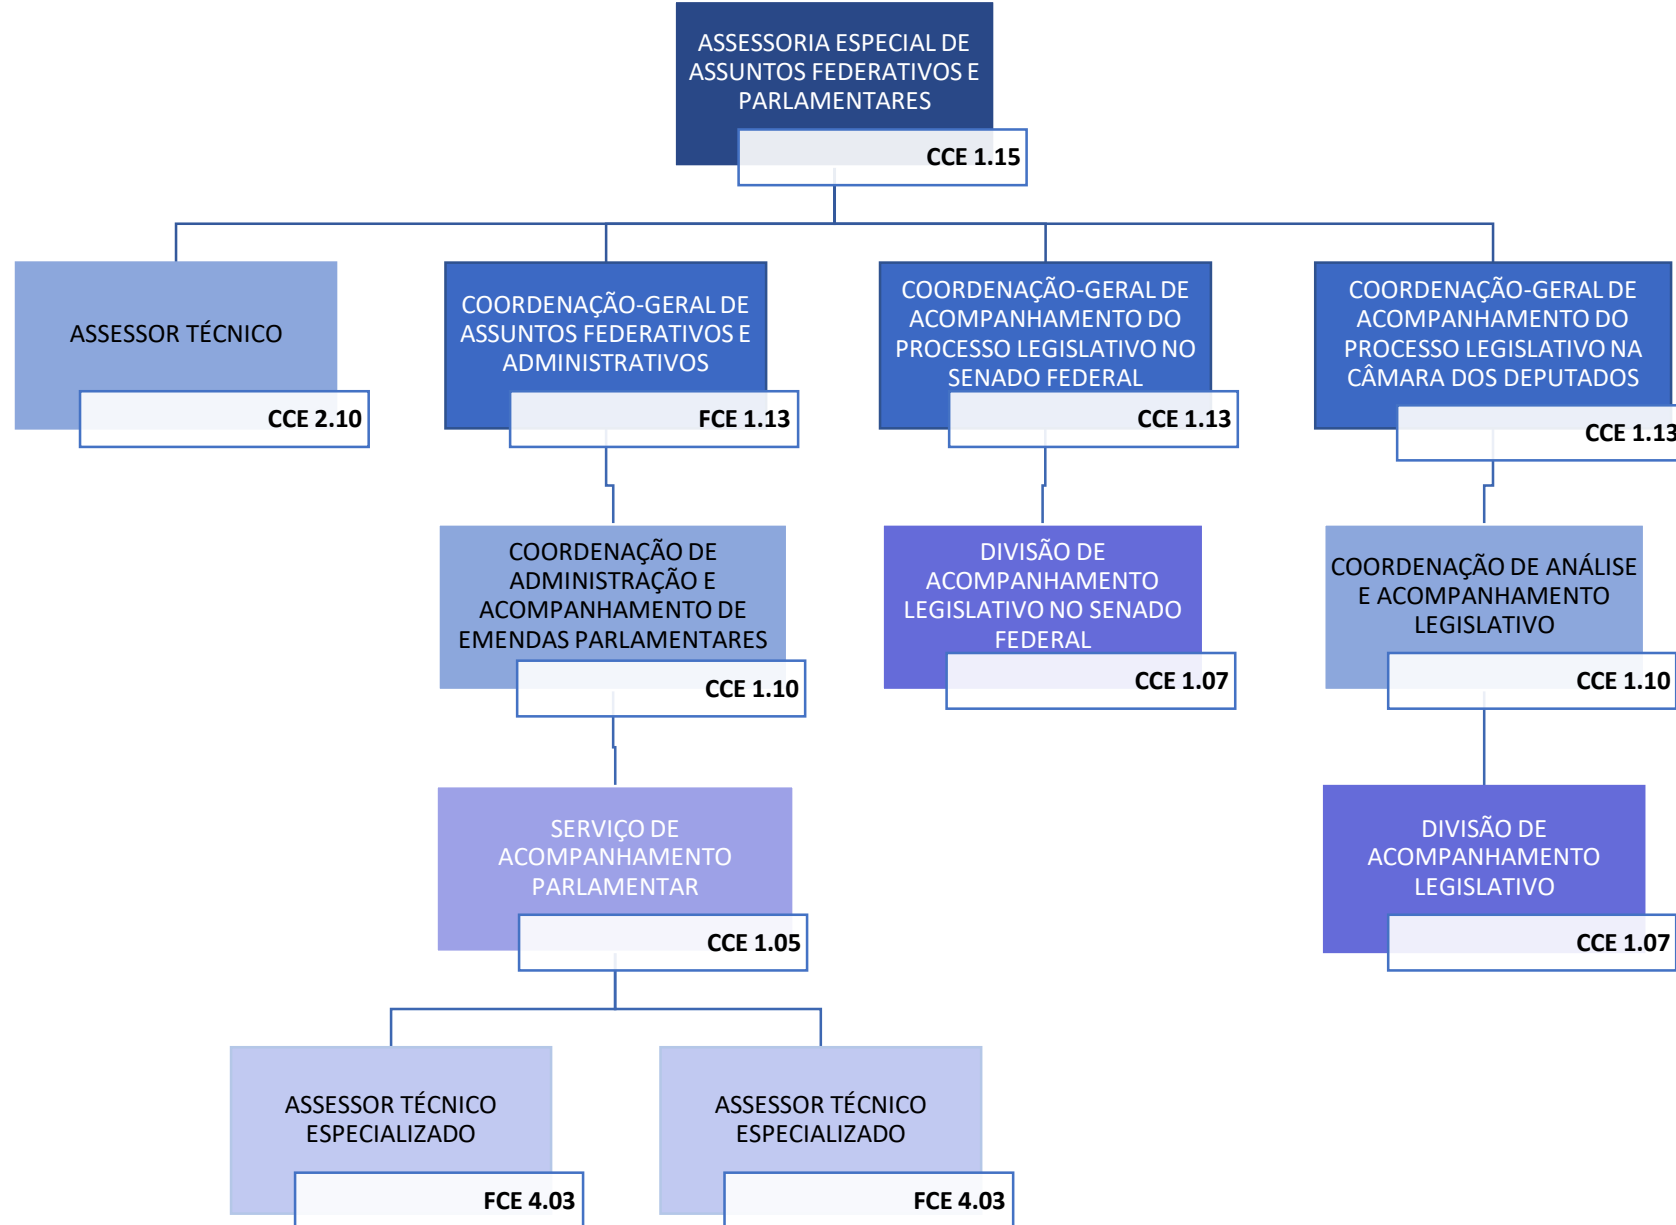 ASSESSORIA ESPECIAL DE
ASSUNTOS FEDERATIVOS E
PARLAMENTARES
CCE 1.15
ASSESSOR TÉCNICO
CCE 2.10
COORDENAÇÃO-GERAL DE
ASSUNTOS FEDERATIVOS E
ADMINISTRATIVOS
FCE 1.13
COORDENAÇÃO-GERAL DE
ACOMPANHAMENTO DO
PROCESSO LEGISLATIVO NO
SENADO FEDERAL
CCE 1.13
COORDENAÇÃO-GERAL DE
ACOMPANHAMENTO DO
PROCESSO LEGISLATIVO NA
CÂMARA DOS DEPUTADOS
CCE 1.13
COORDENAÇÃO DE
ADMINISTRAÇÃO E
ACOMPANHAMENTO DE
EMENDAS PARLAMENTARES
CCE 1.10
DIVISÃO DE
ACOMPANHAMENTO
LEGISLATIVO NO SENADO
FEDERAL
CCE 1.07
COORDENAÇÃO DE ANÁLISE
E ACOMPANHAMENTO
LEGISLATIVO
CCE 1.10
SERVIÇO DE
ACOMPANHAMENTO
PARLAMENTAR
CCE 1.05
DIVISÃO DE
ACOMPANHAMENTO
LEGISLATIVO
CCE 1.07
ASSESSOR TÉCNICO
ESPECIALIZADO
FCE 4.03
ASSESSOR TÉCNICO
ESPECIALIZADO
FCE 4.03